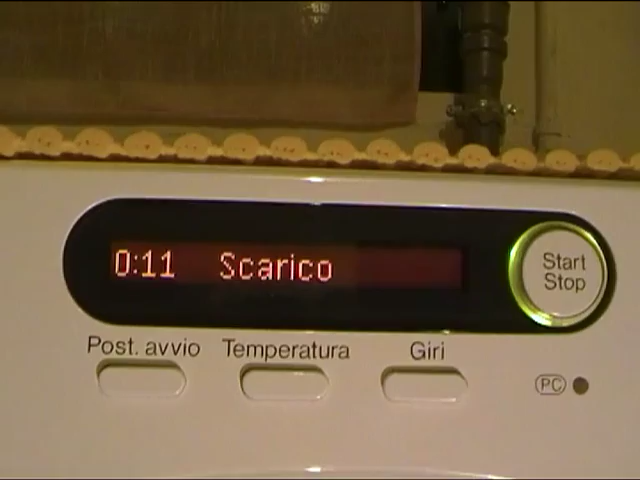 0:11 Scarico
Start
Stop
Post. avvio Temperatura Giri
PC